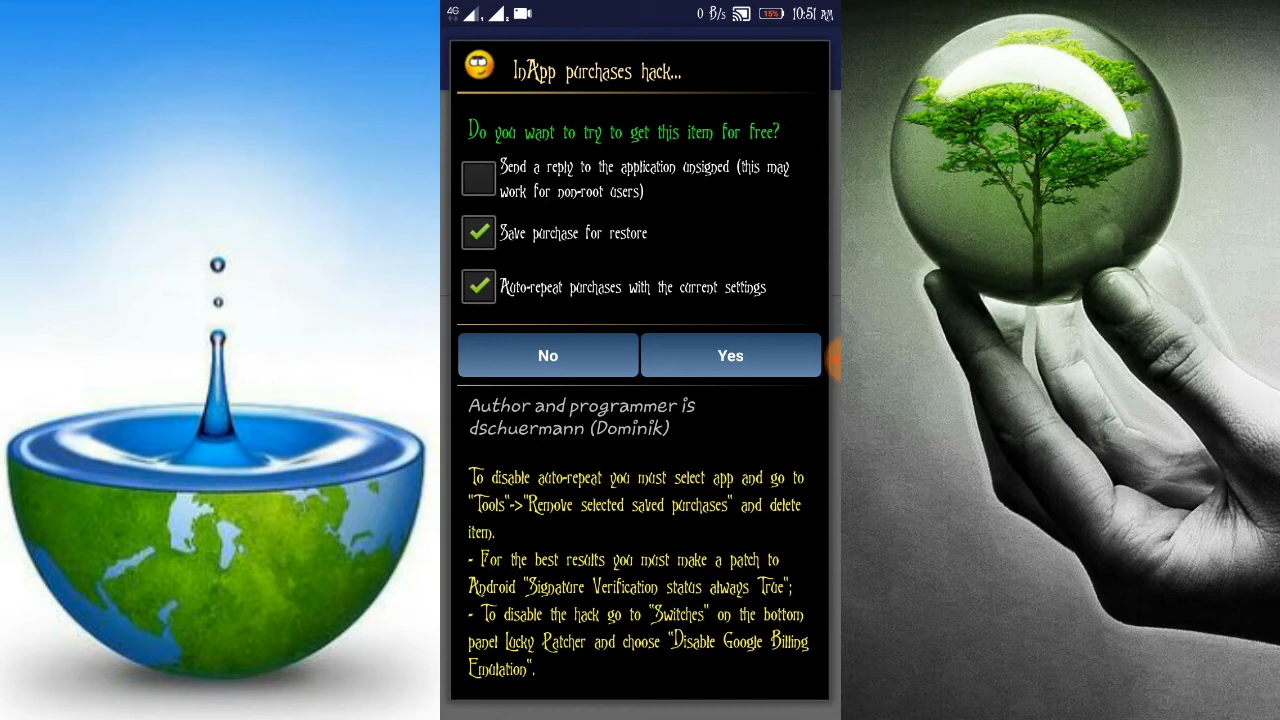 4G 1 2 0 B/s 15% 10:51 AM
InApp purchases hack...
Do you want to try to get this item for free?
Send a reply to the application unsigned (this may
work for non-root users)
Save purchase for restore
Auto-repeat purchases with the current settings
No Yes
Author and programmer is
dschuermann (Dominik)
To disable auto-repeat you must select app and go to
"Tools"->"Remove selected saved purchases" and delete
item.
- For the best results you must make a patch to
Android "Signature Verification status always True";
- To disable the hack go to "Switches" on the bottom
panel Lucky Patcher and choose "Disable Google Billing
Emulation".